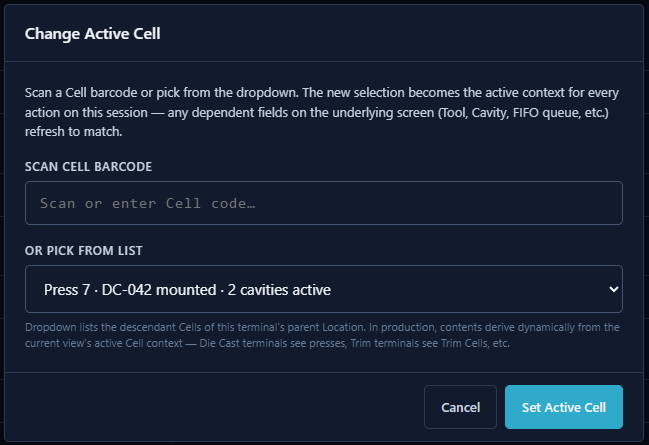 Change Active Cell
Scan a Cell barcode or pick from the dropdown. The new selection becomes the active context for every
action on this session — any dependent fields on the underlying screen (Tool, Cavity, FIFO queue, etc.)
refresh to match.
SCAN CELL BARCODE
Scan or enter Cell code…
OR PICK FROM LIST
Press 7 · DC-042 mounted · 2 cavities active
Dropdown lists the descendant Cells of this terminal's parent Location. In production, contents derive dynamically from the
current view's active Cell context — Die Cast terminals see presses, Trim terminals see Trim Cells, etc.
Cancel
Set Active Cell